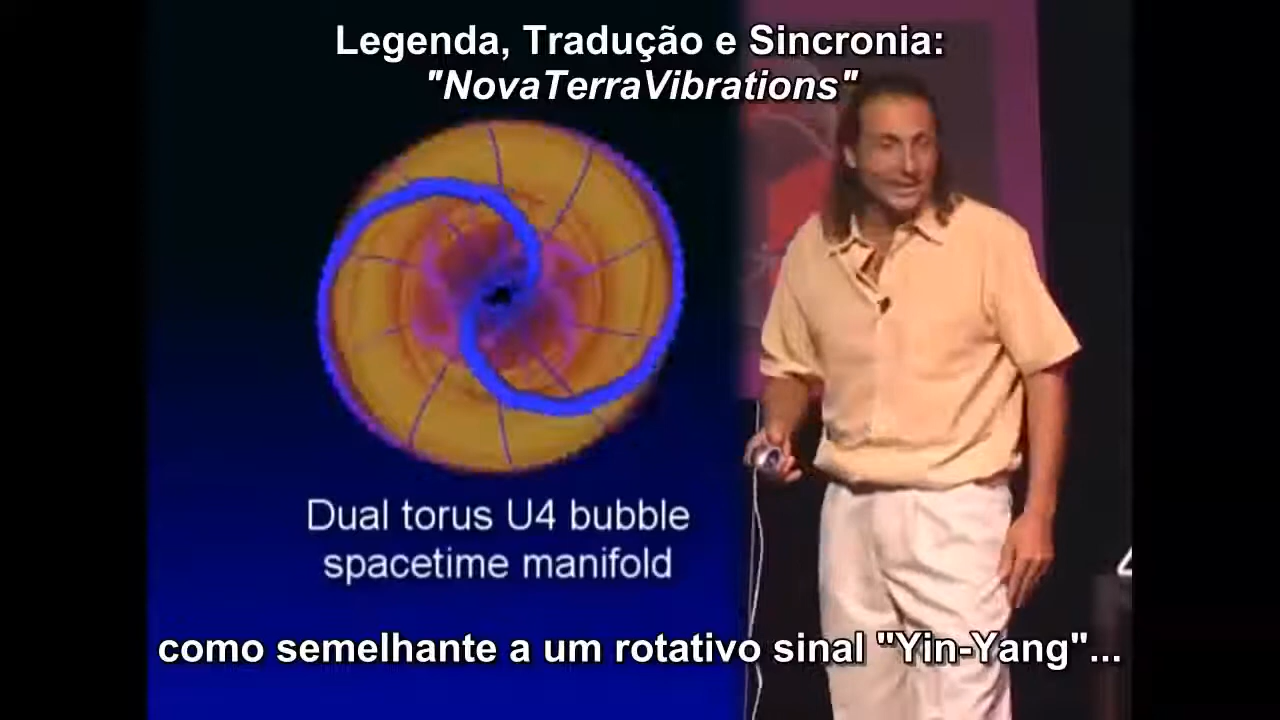 Legenda, Tradução e Sincronia:
"NovaTerraVibrations"
Dual torus U4 bubble
spacetime manifold
como semelhante a um rotativo sinal "Yin-Yang"...